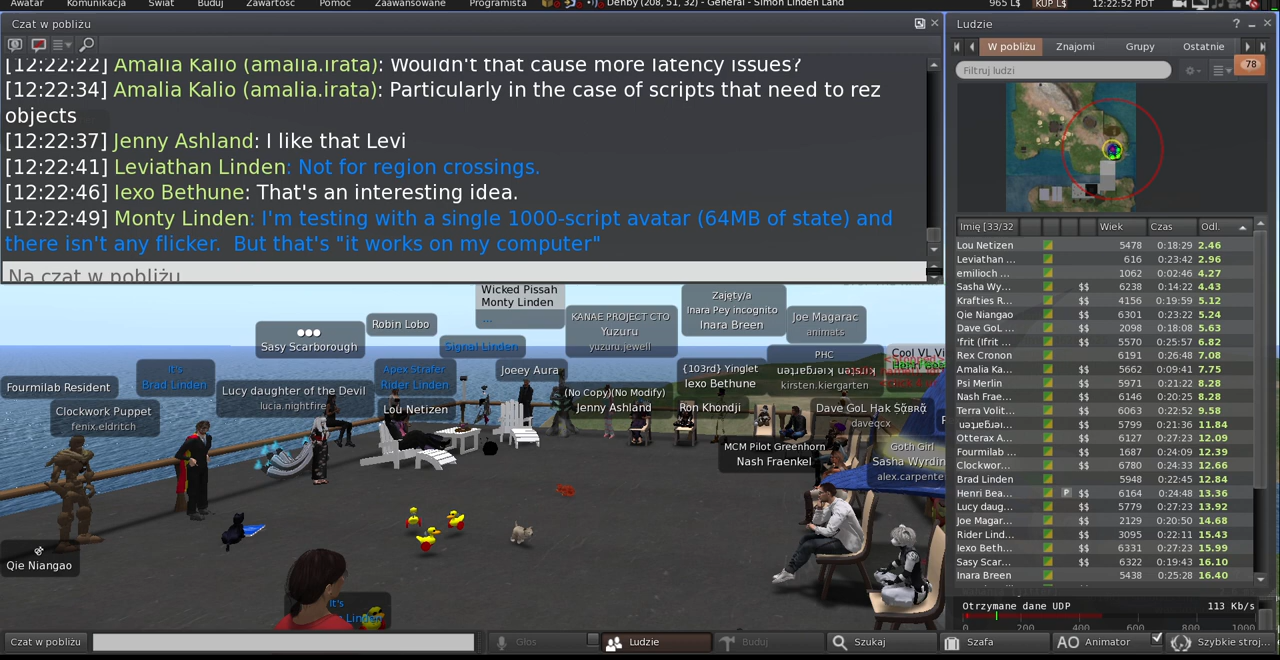 Awatar Komunikacja Świat Buduj Zawartość Pomoc Zaawansowane Programista Denby (208, 51, 32) - General - Simon Linden Land 965 L$ KUP L$ 12:22:52 PDT
Czat w pobliżu
[12:22:22] Amalia Kalio (amalia.irata): Wouldn't that cause more latency issues?
[12:22:34] Amalia Kalio (amalia.irata): Particularly in the case of scripts that need to rez
objects
[12:22:37] Jenny Ashland: I like that Levi
[12:22:41] Leviathan Linden: Not for region crossings.
[12:22:46] Iexo Bethune: That's an interesting idea.
[12:22:49] Monty Linden: I'm testing with a single 1000-script avatar (64MB of state) and
there isn't any flicker. But that's "it works on my computer"
Na czat w pobliżu
Ludzie
W pobliżu Znajomi Grupy Ostatnie
Filtruj ludzi
78
Imię [33/32 Wiek Czas Odl.
Lou Netizen 5478 0:18:29 2.46
Leviathan ... 616 0:23:42 2.96
emilioch ... 1062 0:02:46 4.27
Sasha Wy... $$ 6238 0:14:22 4.43
Krafties R... $$ 4156 0:19:59 5.12
Qie Niangao $$ 6301 0:23:22 5.24
Dave GoL ... $$ 2098 0:18:08 5.63
'frit (Ifrit ... $$ 5570 0:25:57 6.82
Rex Cronon $$ 6191 0:26:48 7.08
Amalia Ka... $$ 5662 0:09:41 7.75
Psi Merlin $$ 5971 0:21:22 8.28
Nash Frae... $$ 6146 0:20:25 8.28
Terra Volit... $$ 6063 0:22:52 9.58
$$ 5799 0:21:36 11.84
Otterax A... $$ 6127 0:27:23 12.09
Fourmilab ... $$ 1687 0:24:09 12.39
Clockwor... $$ 6780 0:24:33 12.66
Brad Linden 5948 0:22:45 12.84
Henri Bea... P $$ 6164 0:24:48 13.36
Lucy daug... $$ 5779 0:27:23 13.92
Joe Magar... $$ 2129 0:20:50 14.68
Rider Lind... $$ 3095 0:22:11 15.43
Iexo Beth... $$ 6331 0:27:23 15.99
Sasy Scar... $$ 6322 0:19:43 16.10
Inara Breen 5438 0:25:28 16.40
Otrzymane dane UDP 113 Kb/s
0 200 400 600 800 1000
Wicked Pissah
Monty Linden
...
KANAE PROJECT CTO
Yuzuru
yuzuru.jewell
Zajęty/a
Inara Pey incognito
Inara Breen
Joe Magarac
animats
Robin Lobo
●●●
Sasy Scarborough
Signal Linden
It's
Brad Linden
Fourmilab Resident
Clockwork Puppet
fenix.eldritch
Lucy daughter of the Devil
lucia.nightfire
Apex Strafer
Rider Linden
Lou Netizen
Joeey Aura
(No Copy)(No Modify)
Jenny Ashland
{103rd} Yinglet
Iexo Bethune
Ron Khondji
PHC
kirsten.kiergarten
Cool VL Vi
Dave GoL Hak
daveqcx
MCM Pilot Greenhorn
Nash Fraenkel
Goth Girl
Sasha Wyrdin
alex.carpente
Qie Niangao
It's
Linden
Czat w pobliżu Głos Ludzie Buduj Szukaj Szafa AO Animator Szybkie stroj...